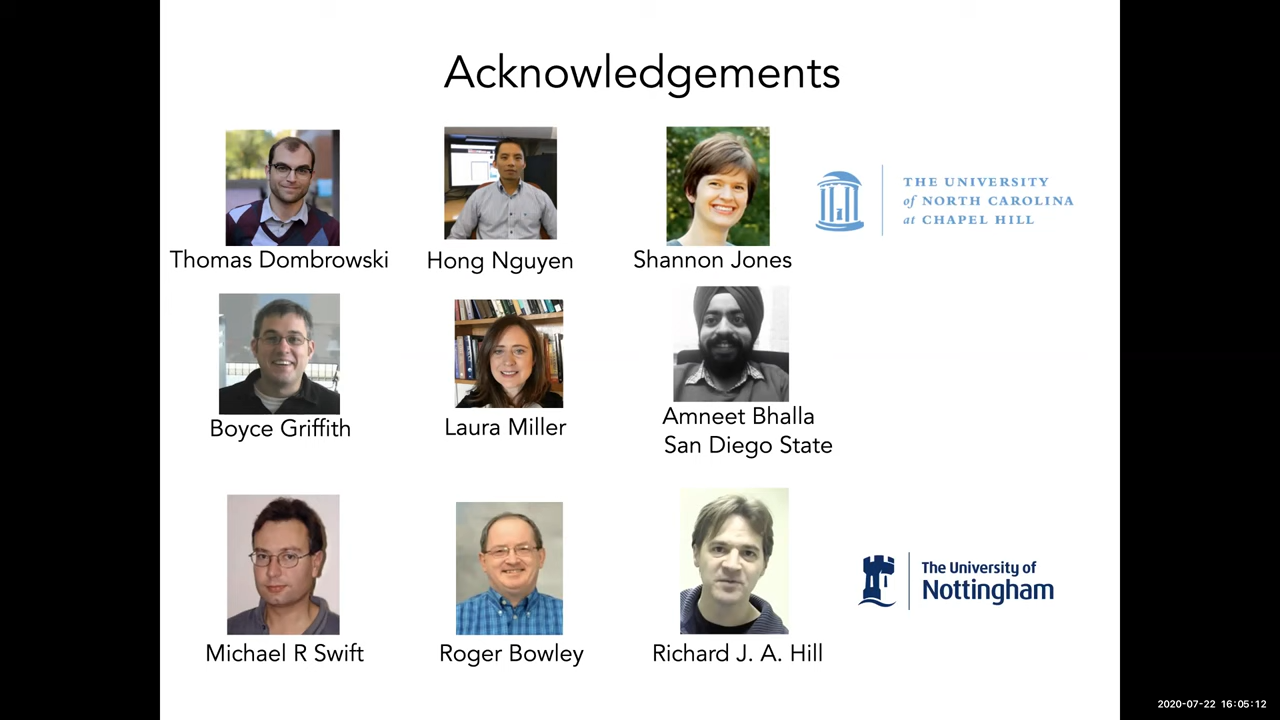 Acknowledgements
Thomas Dombrowski
Hong Nguyen
Shannon Jones
THE UNIVERSITY
of NORTH CAROLINA
at CHAPEL HILL
Boyce Griffith
Laura Miller
Amneet Bhalla
San Diego State
Michael R Swift
Roger Bowley
Richard J. A. Hill
The University of
Nottingham
2020-07-22 16:05:12